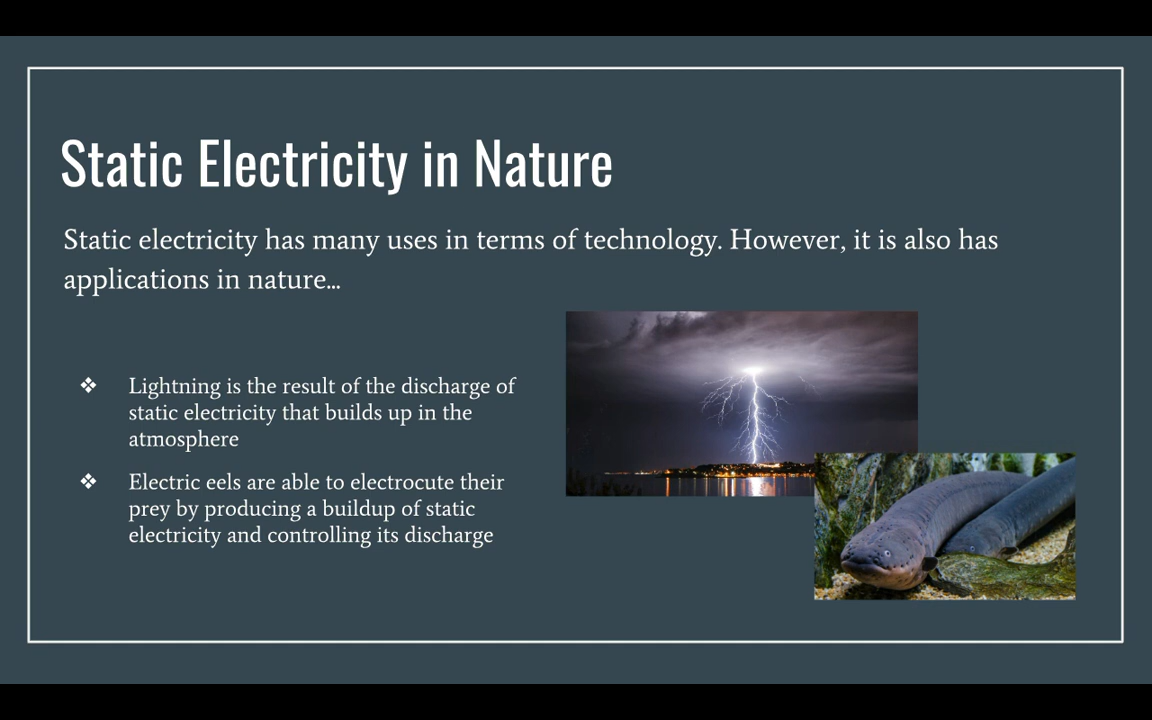 Static Electricity in Nature
Static electricity has many uses in terms of technology. However, it is also has
applications in nature...
❖ Lightning is the result of the discharge of
static electricity that builds up in the
atmosphere
❖ Electric eels are able to electrocute their
prey by producing a buildup of static
electricity and controlling its discharge